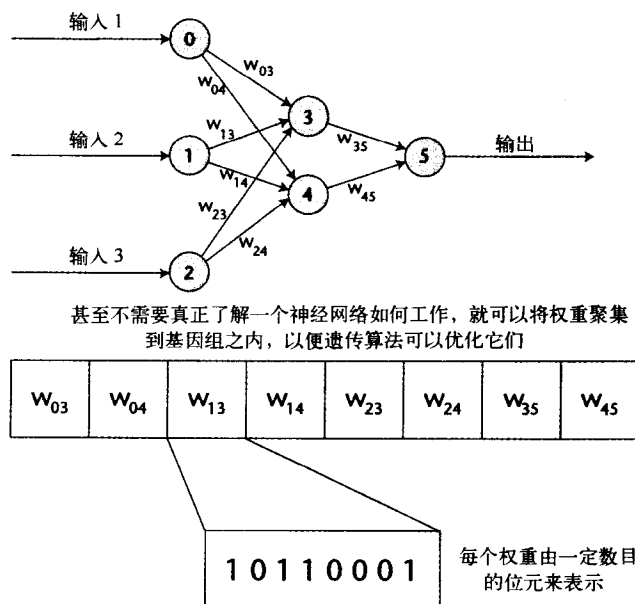 输入 1
0
w03
w04
3
输入 2
w13
1
w14
w35
5
输出
4
w45
w23
输入 3
2
w24
甚至不需要真正了解一个神经网络如何工作，就可以将权重聚集
到基因组之内，以便遗传算法可以优化它们
w03 w04 w13 w14 w23 w24 w35 w45
10110001
每个权重由一定数目
的位元来表示